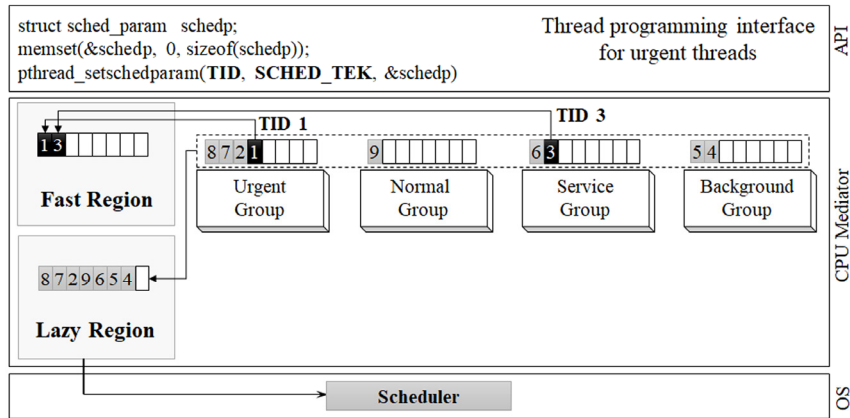 struct sched_param   schedp;
memset(&schedp, 0, sizeof(schedp));
pthread_setschedparam(TID, SCHED_TEK, &schedp)
Thread programming interface
for urgent threads
API
1 3
Fast Region
TID 1
TID 3
8 7 2 1
Urgent
Group
9
Normal
Group
6 3
Service
Group
5 4
Background
Group
8 7 2 9 6 5 4
Lazy Region
CPU Mediator
Scheduler
OS